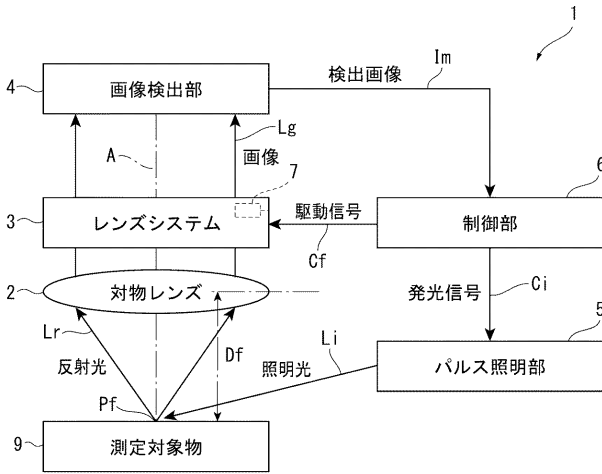 1
4
画像検出部
検出画像
Im
A
Lg
画像
7
6
3
レンズシステム
駆動信号
Cf
制御部
2
対物レンズ
発光信号
Ci
Lr
反射光
Df
照明光
Li
5
パルス照明部
Pf
9
測定対象物